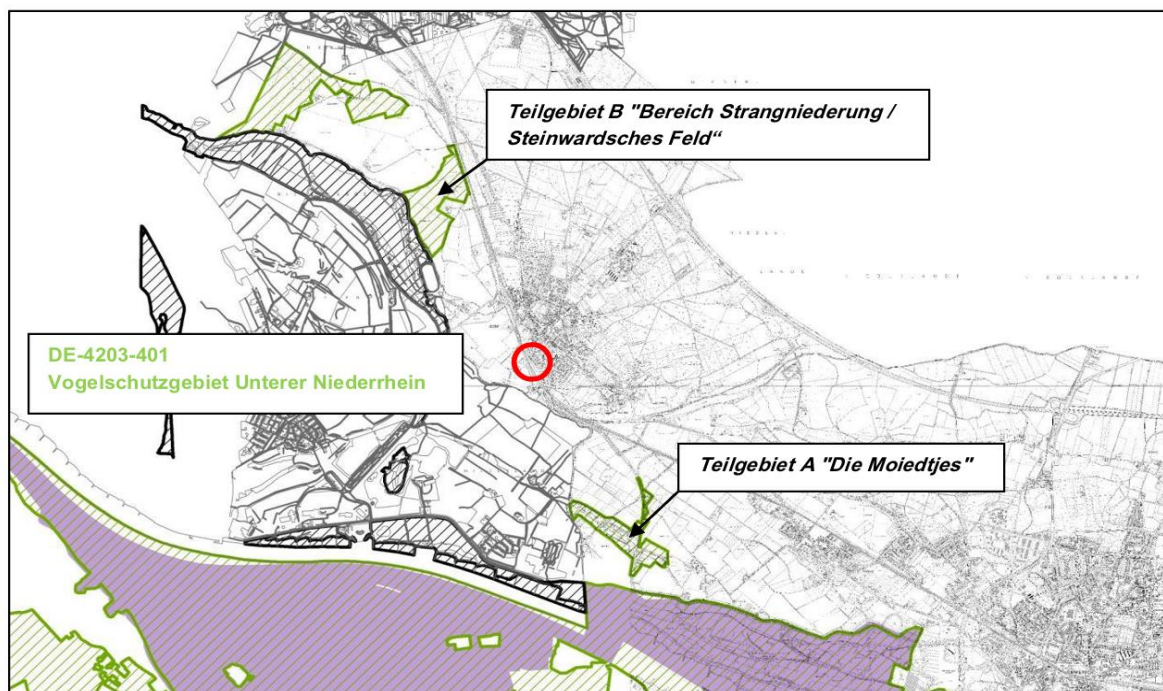 Teilgebiet B "Bereich Strangniederung /
Steinwardsches Feld“
DE-4203-401
Vogelschutzgebiet Unterer Niederrhein
Teilgebiet A "Die Moiedtjes"